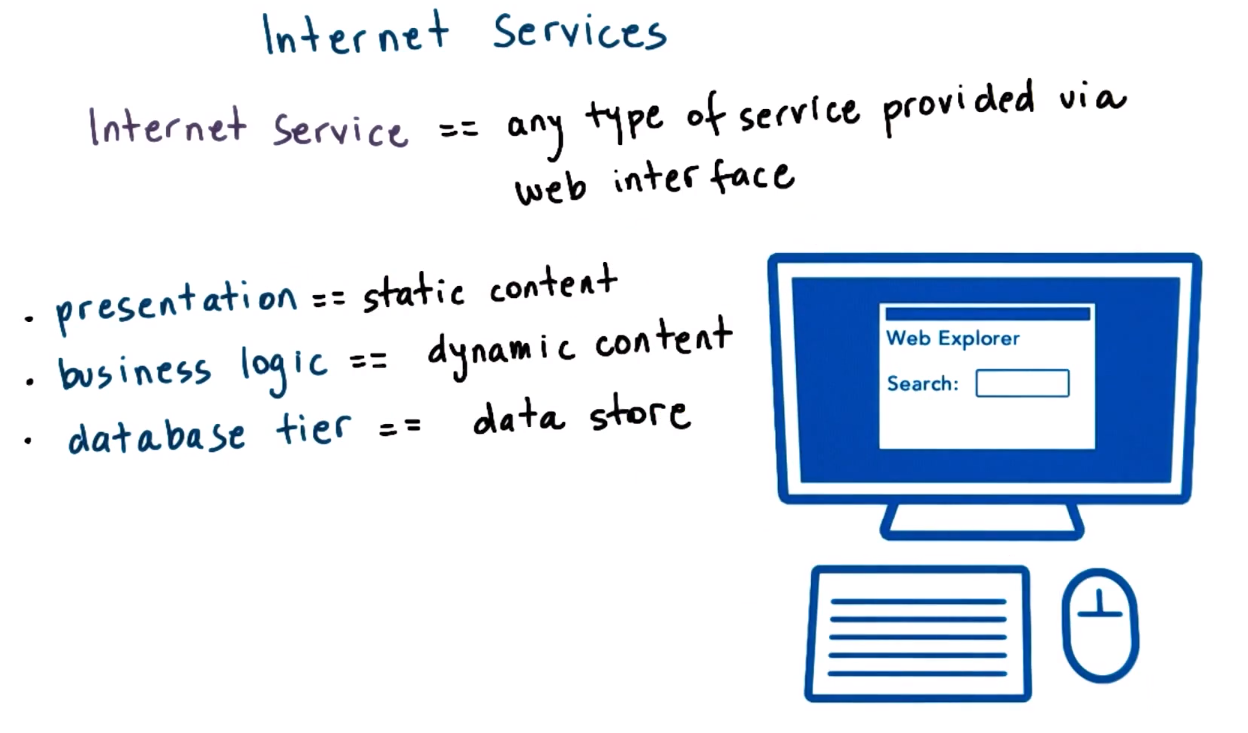 Internet Services
Internet Service == any type of service provided via
web interface
. presentation == static content
. business logic == dynamic content
. database tier == data store
Web Explorer
Search: